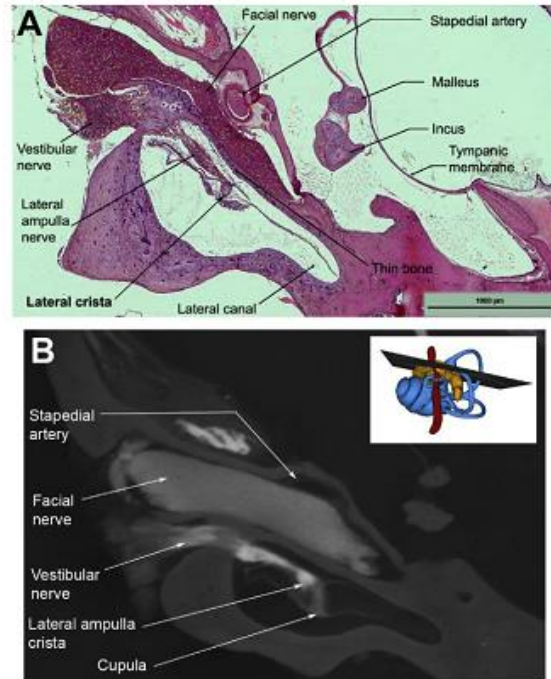 A
Facial nerve
Stapedial artery
Malleus
Incus
Tympanic
membrane
Vestibular
nerve
Lateral
ampulla
nerve
Thin bone
Lateral crista
Lateral canal
1000 µm
B
Stapedial
artery
Facial
nerve
Vestibular
nerve
Lateral ampulla
crista
Cupula